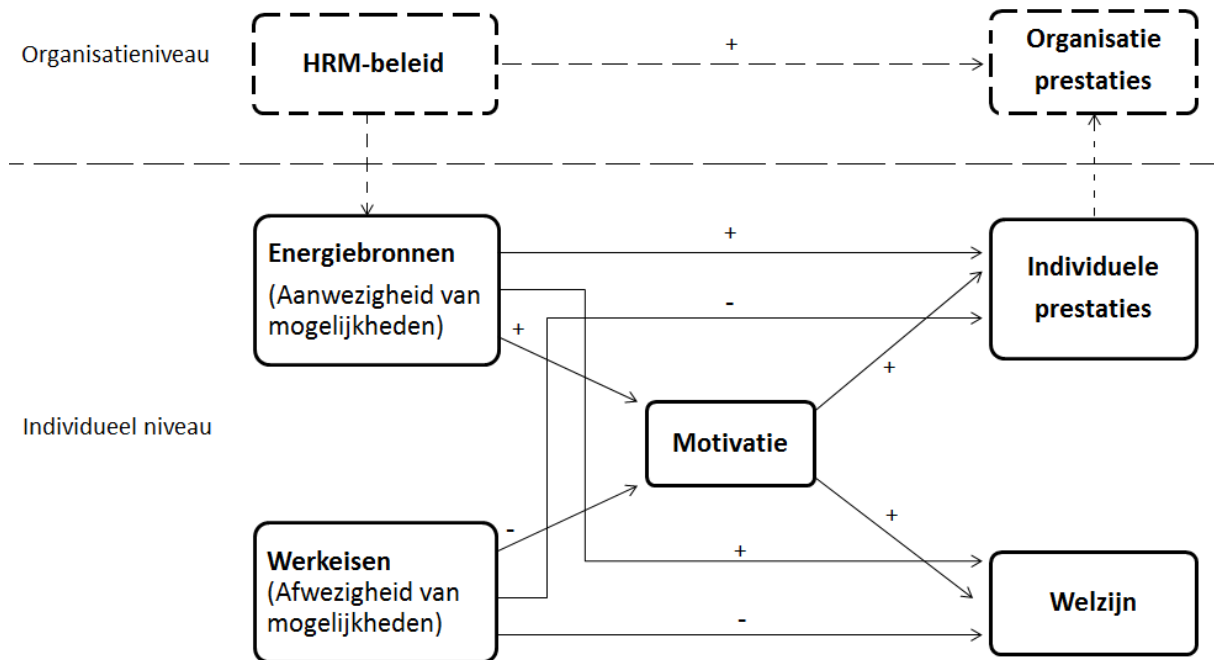 Organisatieniveau
HRM-beleid
+
Organisatie
prestaties
Energiebronnen
(Aanwezigheid van
mogelijkheden)
+
-
+
Individuele
prestaties
+
Individueel niveau
Motivatie
-
+
Werkeisen
(Afwezigheid van
mogelijkheden)
+
-
Welzijn